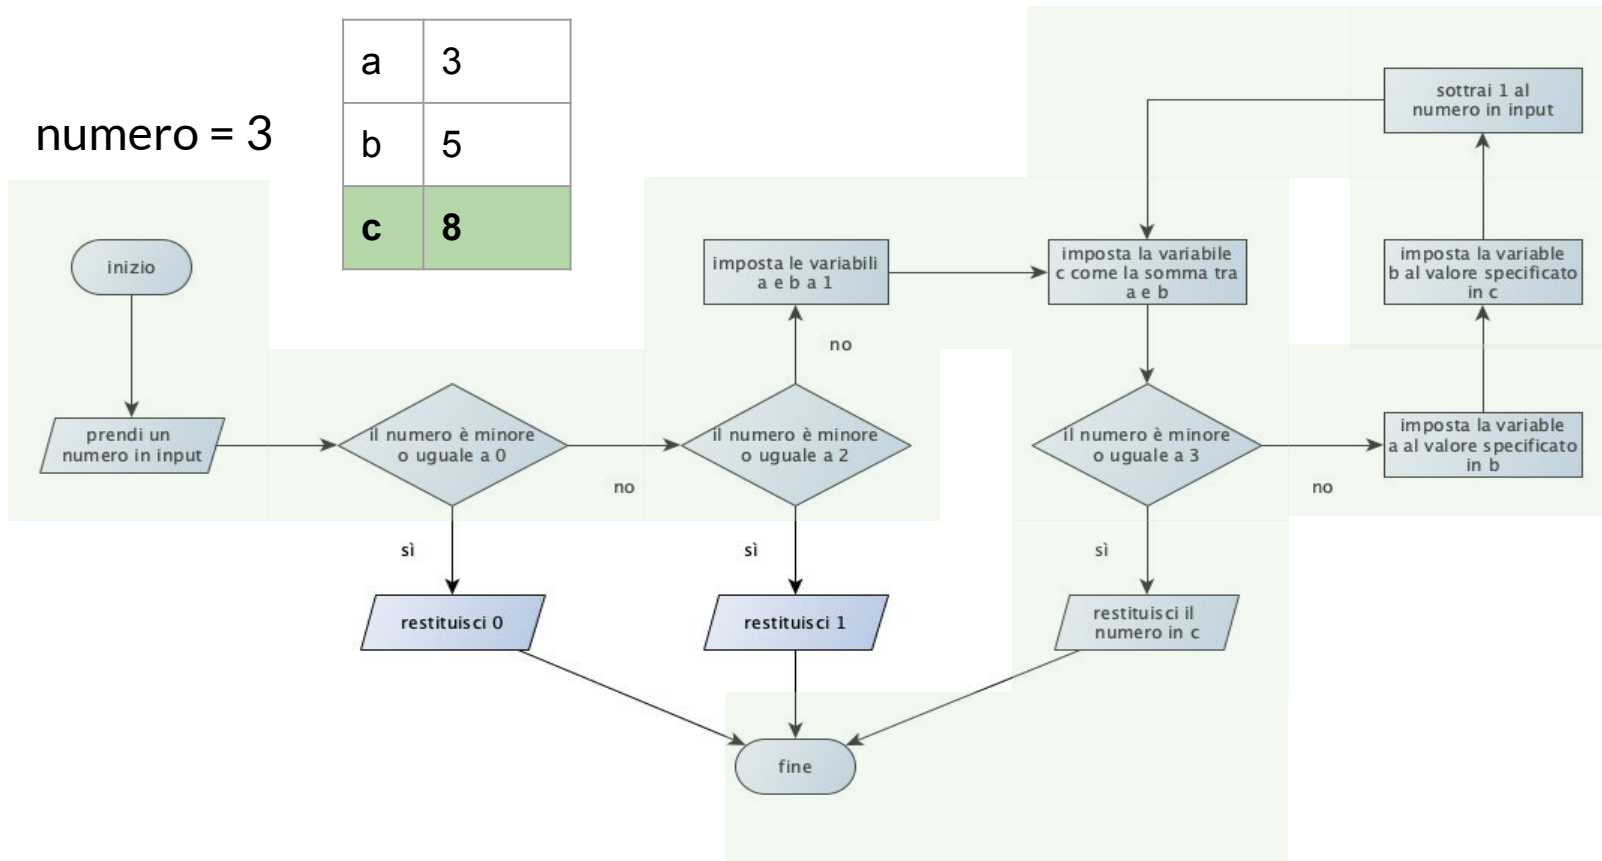 numero = 3
a 3
b 5
c 8
inizio
prendi un
numero in input
il numero è minore
o uguale a 0
no
sì
restituisci 0
il numero è minore
o uguale a 2
no
sì
restituisci 1
imposta le variabili
a e b a 1
imposta la variabile
c come la somma tra
a e b
il numero è minore
o uguale a 3
no
sì
restituisci il
numero in c
imposta la variable
a al valore specificato
in b
imposta la variable
b al valore specificato
in c
sottrai 1 al
numero in input
fine